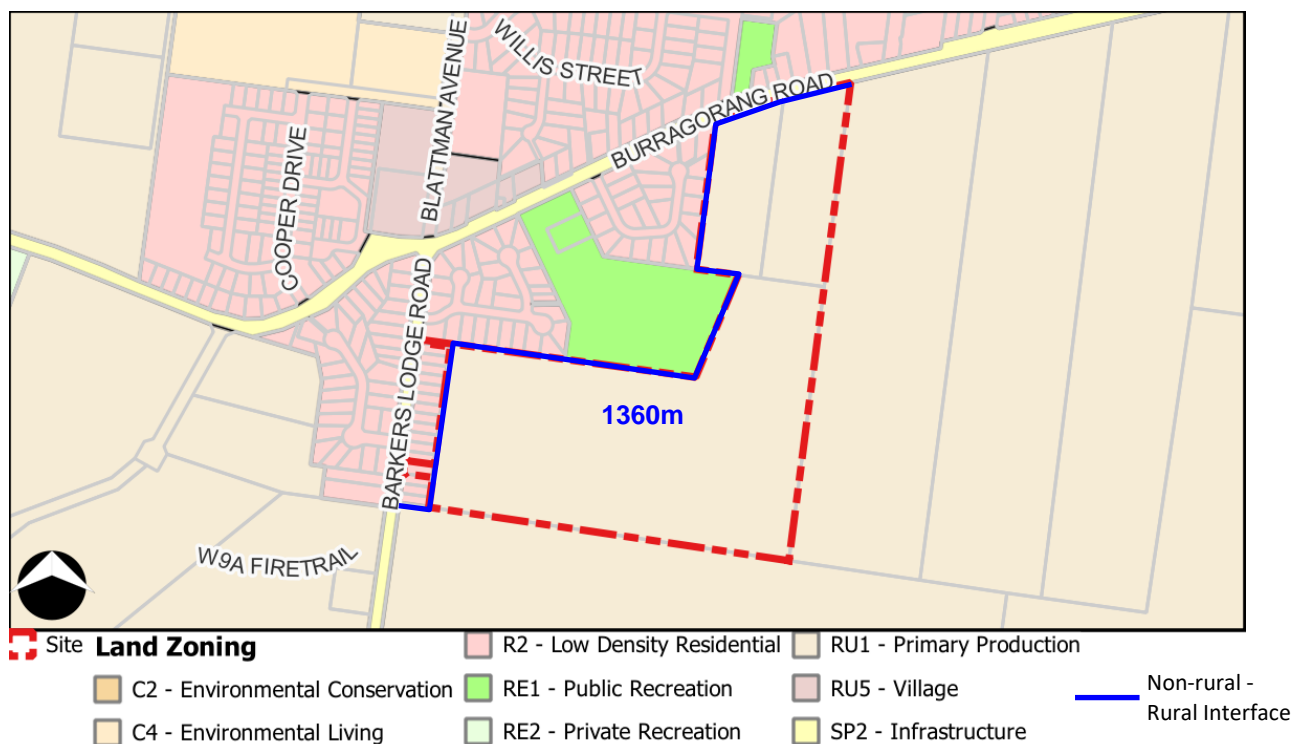 WILLIS STREET
BLATTMAN AVENUE
BURRAGORANG ROAD
COOPER DRIVE
BARKERS LODGE ROAD
1360m
W9A FIRETRAIL
Site
Land Zoning
C2 - Environmental Conservation
C4 - Environmental Living
R2 - Low Density Residential
RE1 - Public Recreation
RE2 - Private Recreation
RU1 - Primary Production
RU5 - Village
SP2 - Infrastructure
Non-rural -
Rural Interface